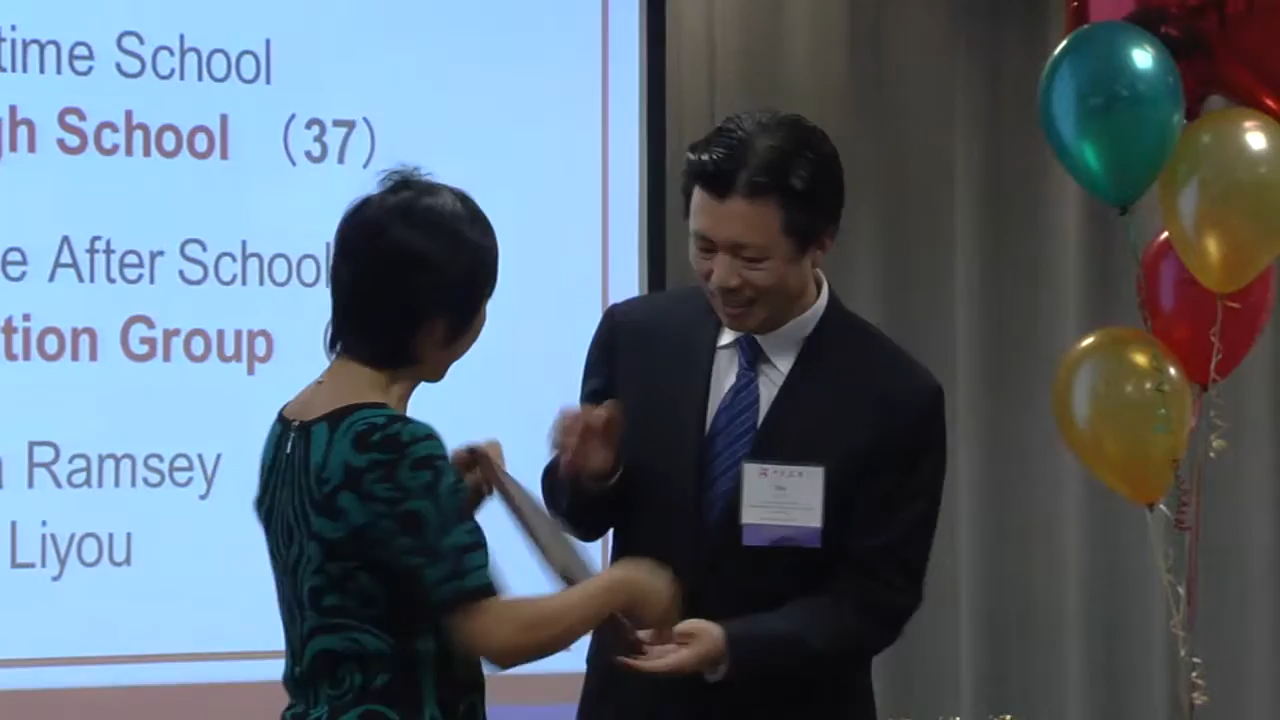 time School
gh School （37）
e After School
tion Group
a Ramsey
Liyou